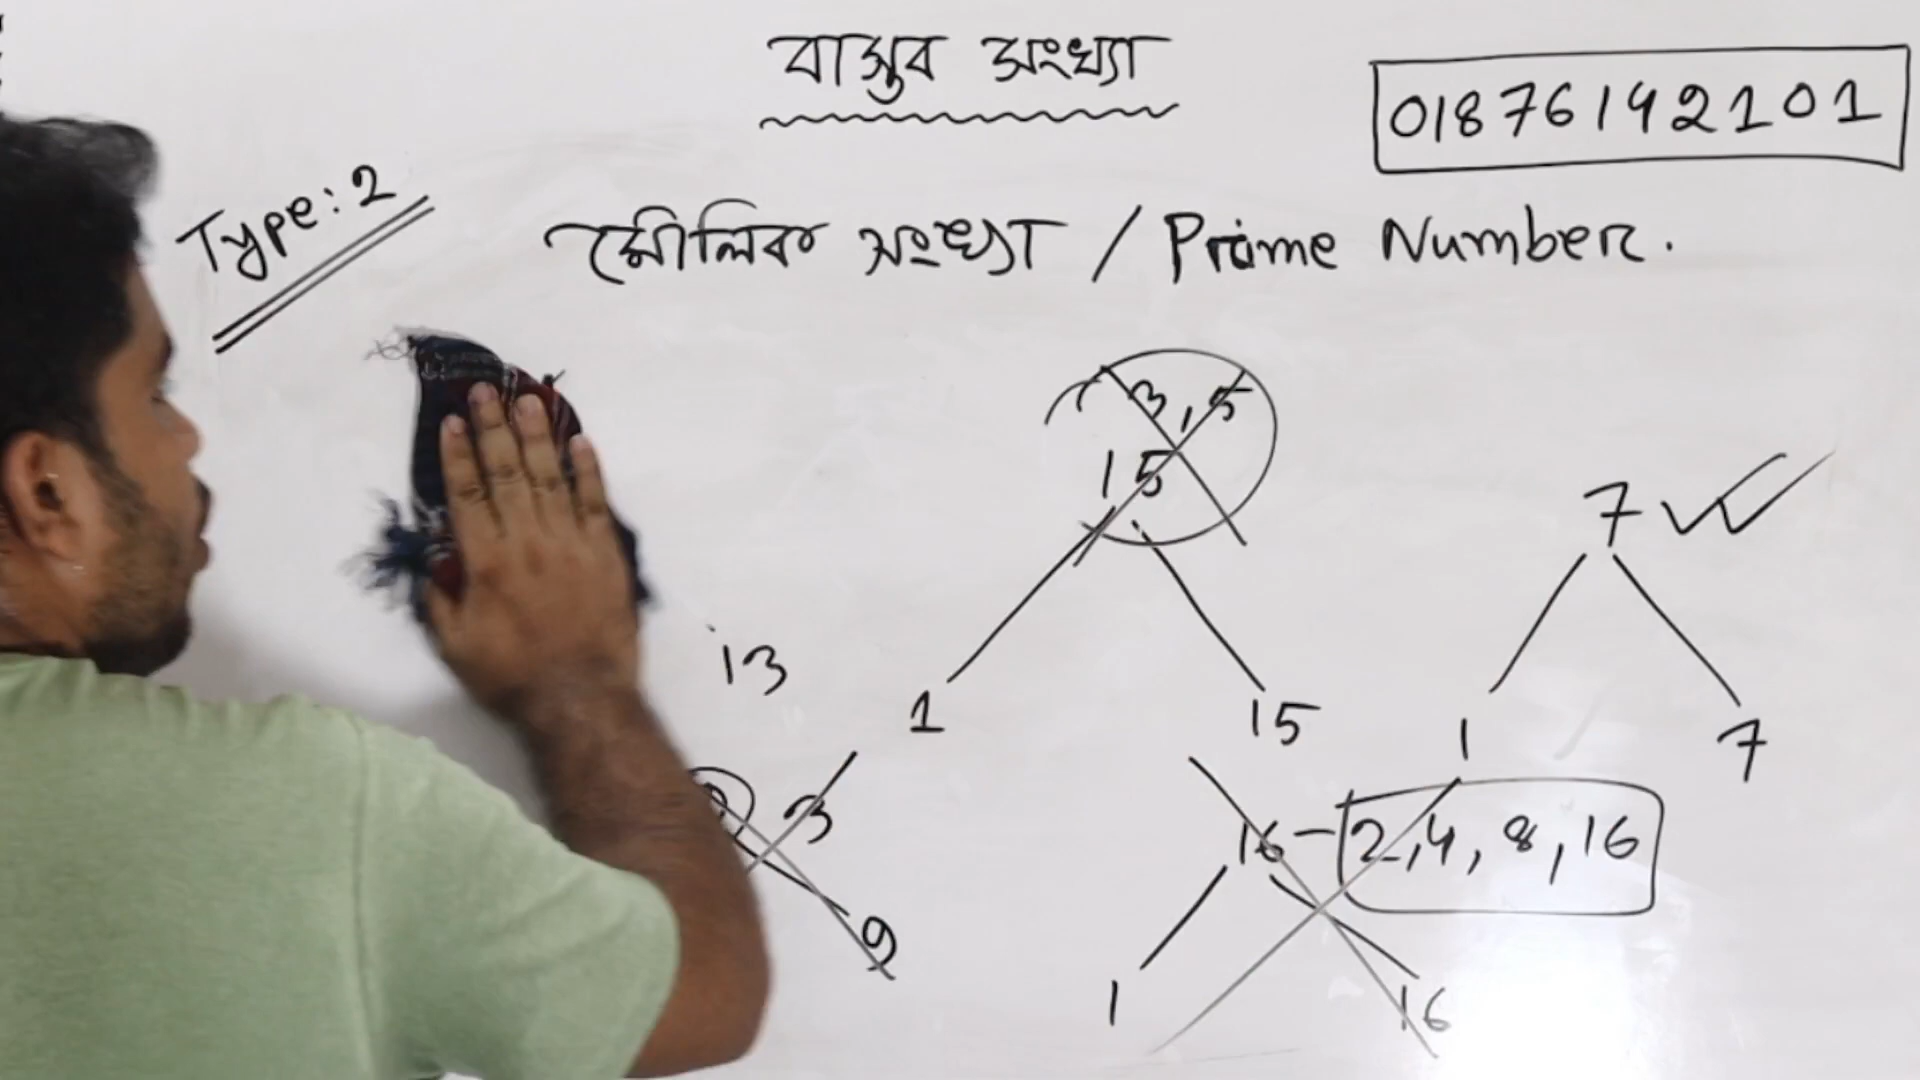 বাস্তব সংখ্যা
01876142101
Type: 2
মৌলিক সংখ্যা / Prime Number.
3, 5
15
7
13
1 15
1 7
3
16 - 2, 4, 8, 16
9
1 16